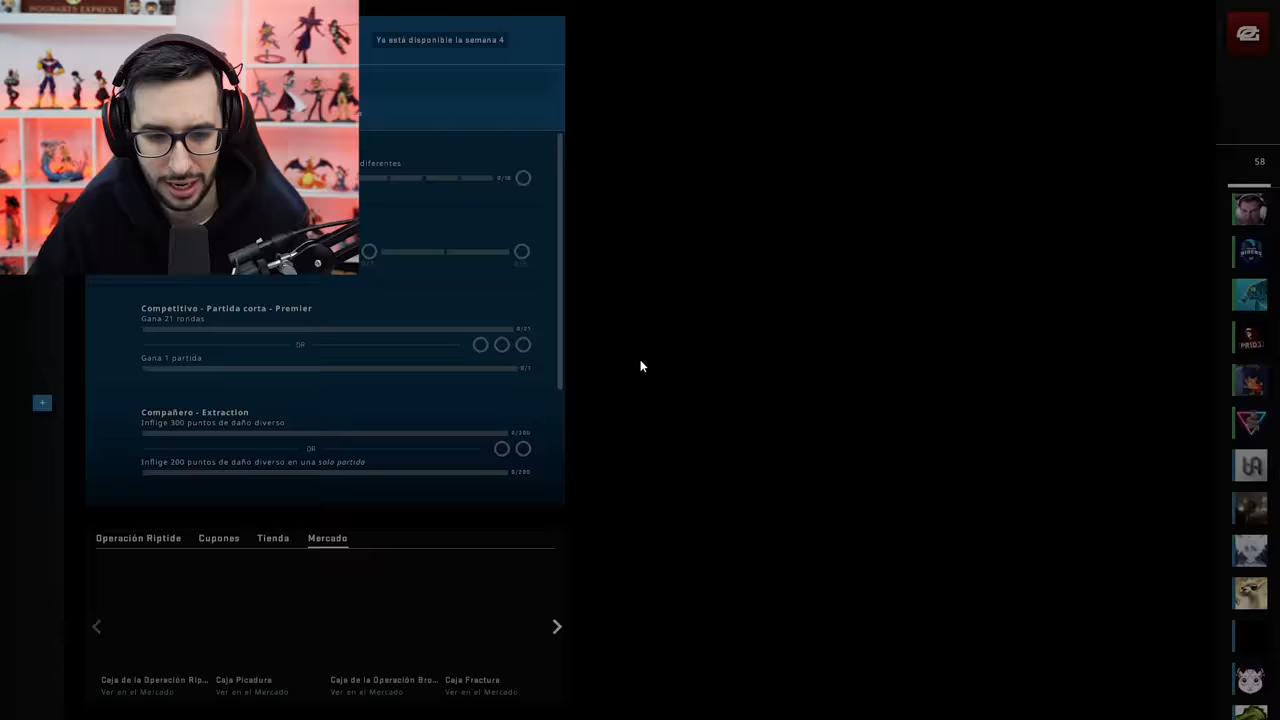 HOGWARTS EXPRESS
Ya está disponible la semana 4
58
diferentes
Competitivo - Partida corta - Premier
Gana 21 rondas
0/21
OR
Gana 1 partida
0/1
+
Compañero - Extraction
Inflige 300 puntos de daño diverso
0/300
OR
Inflige 200 puntos de daño diverso en una solo partida
0/200
Operación Riptide Cupones Tienda Mercado
Caja de la Operación Rip... Caja Picadura Caja de la Operación Bro... Caja Fractura
Ver en el Mercado Ver en el Mercado Ver en el Mercado Ver en el Mercado